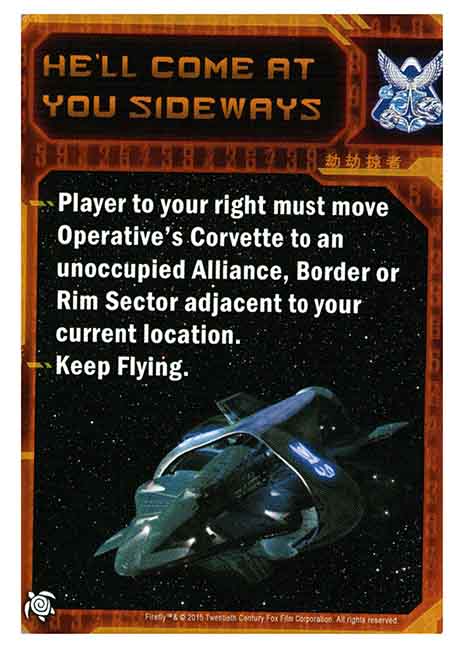 HE'LL COME AT
YOU SIDEWAYS
劫劫掠者
Player to your right must move
Operative's Corvette to an
unoccupied Alliance, Border or
Rim Sector adjacent to your
current location.
Keep Flying.
Firefly™& © 2015 Twentieth Century Fox Film Corporation. All rights reserved.